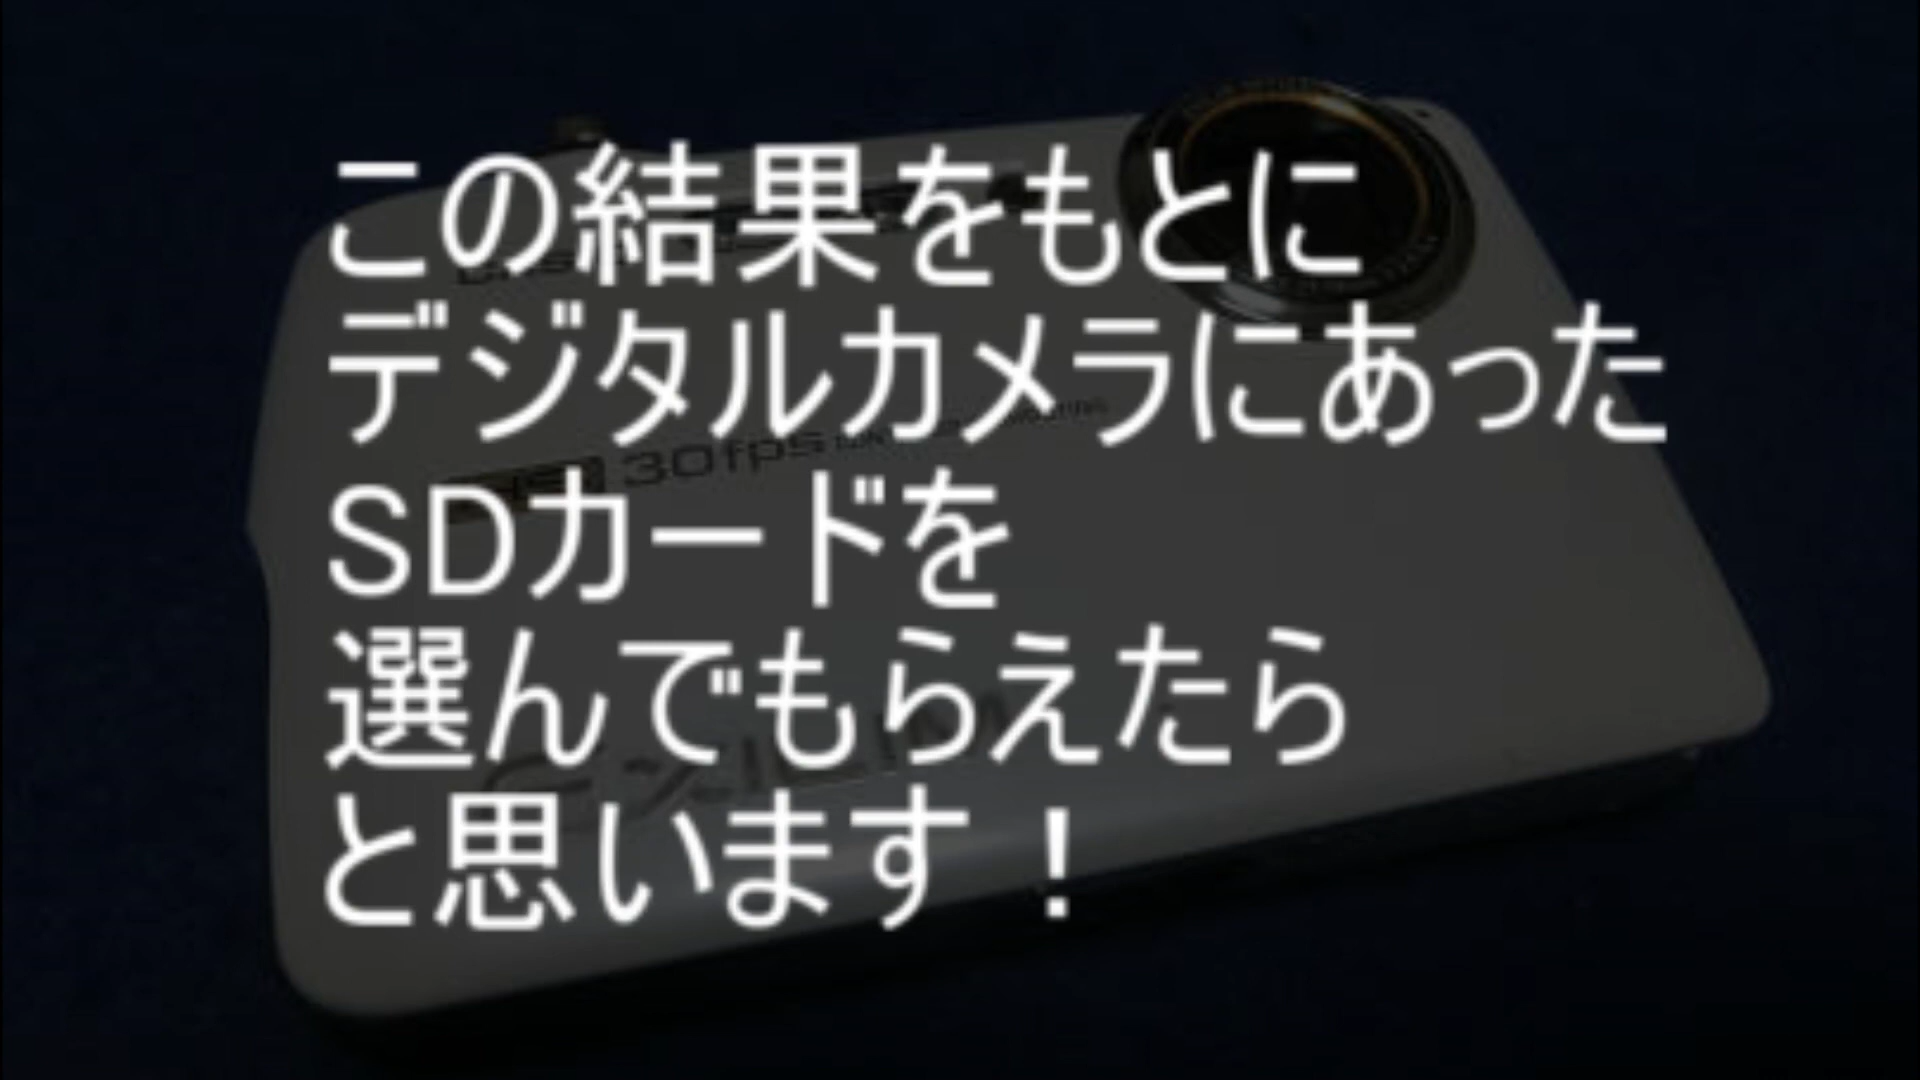 この結果をもとに
デジタルカメラにあった
SDカードを
選んでもらえたら
と思います！
30fps
EXILIM